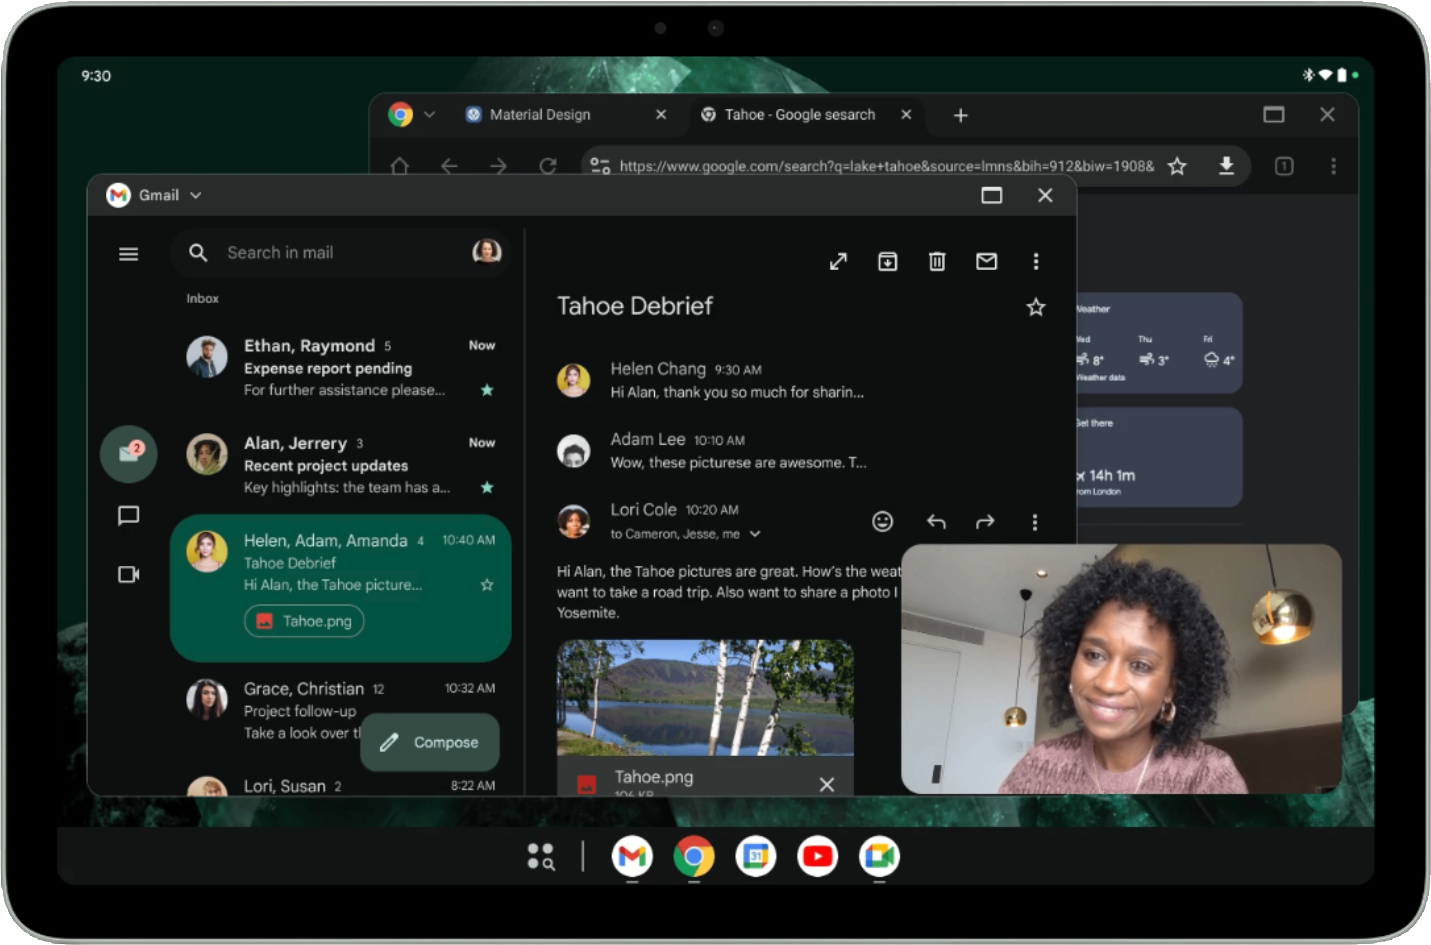 9:30
Material Design
Tahoe - Google sesarch
https://www.google.com/search?q=lake+tahoe&source=lmns&bih=912&biw=1908&
1
Gmail
Search in mail
Inbox
Ethan, Raymond 5 Now
Expense report pending
For further assistance please...
Alan, Jerrery 3 Now
Recent project updates
Key highlights: the team has a...
2
Helen, Adam, Amanda 4 10:40 AM
Tahoe Debrief
Hi Alan, the Tahoe picture...
Tahoe.png
Grace, Christian 12 10:32 AM
Project follow-up
Take a look over
Compose
Lori, Susan 2 8:22 AM
Tahoe Debrief
Helen Chang 9:30 AM
Hi Alan, thank you so much for sharin...
Adam Lee 10:10 AM
Wow, these picturese are awesome. T...
Lori Cole 10:20 AM
to Cameron, Jesse, me
Hi Alan, the Tahoe pictures are great. How's the weat
want to take a road trip. Also want to share a photo I
Yosemite.
Tahoe.png
106 KB
Weather
Wed Thu Fri
8° 3° 4°
Weather data
Get there
14h 1m
from London
31